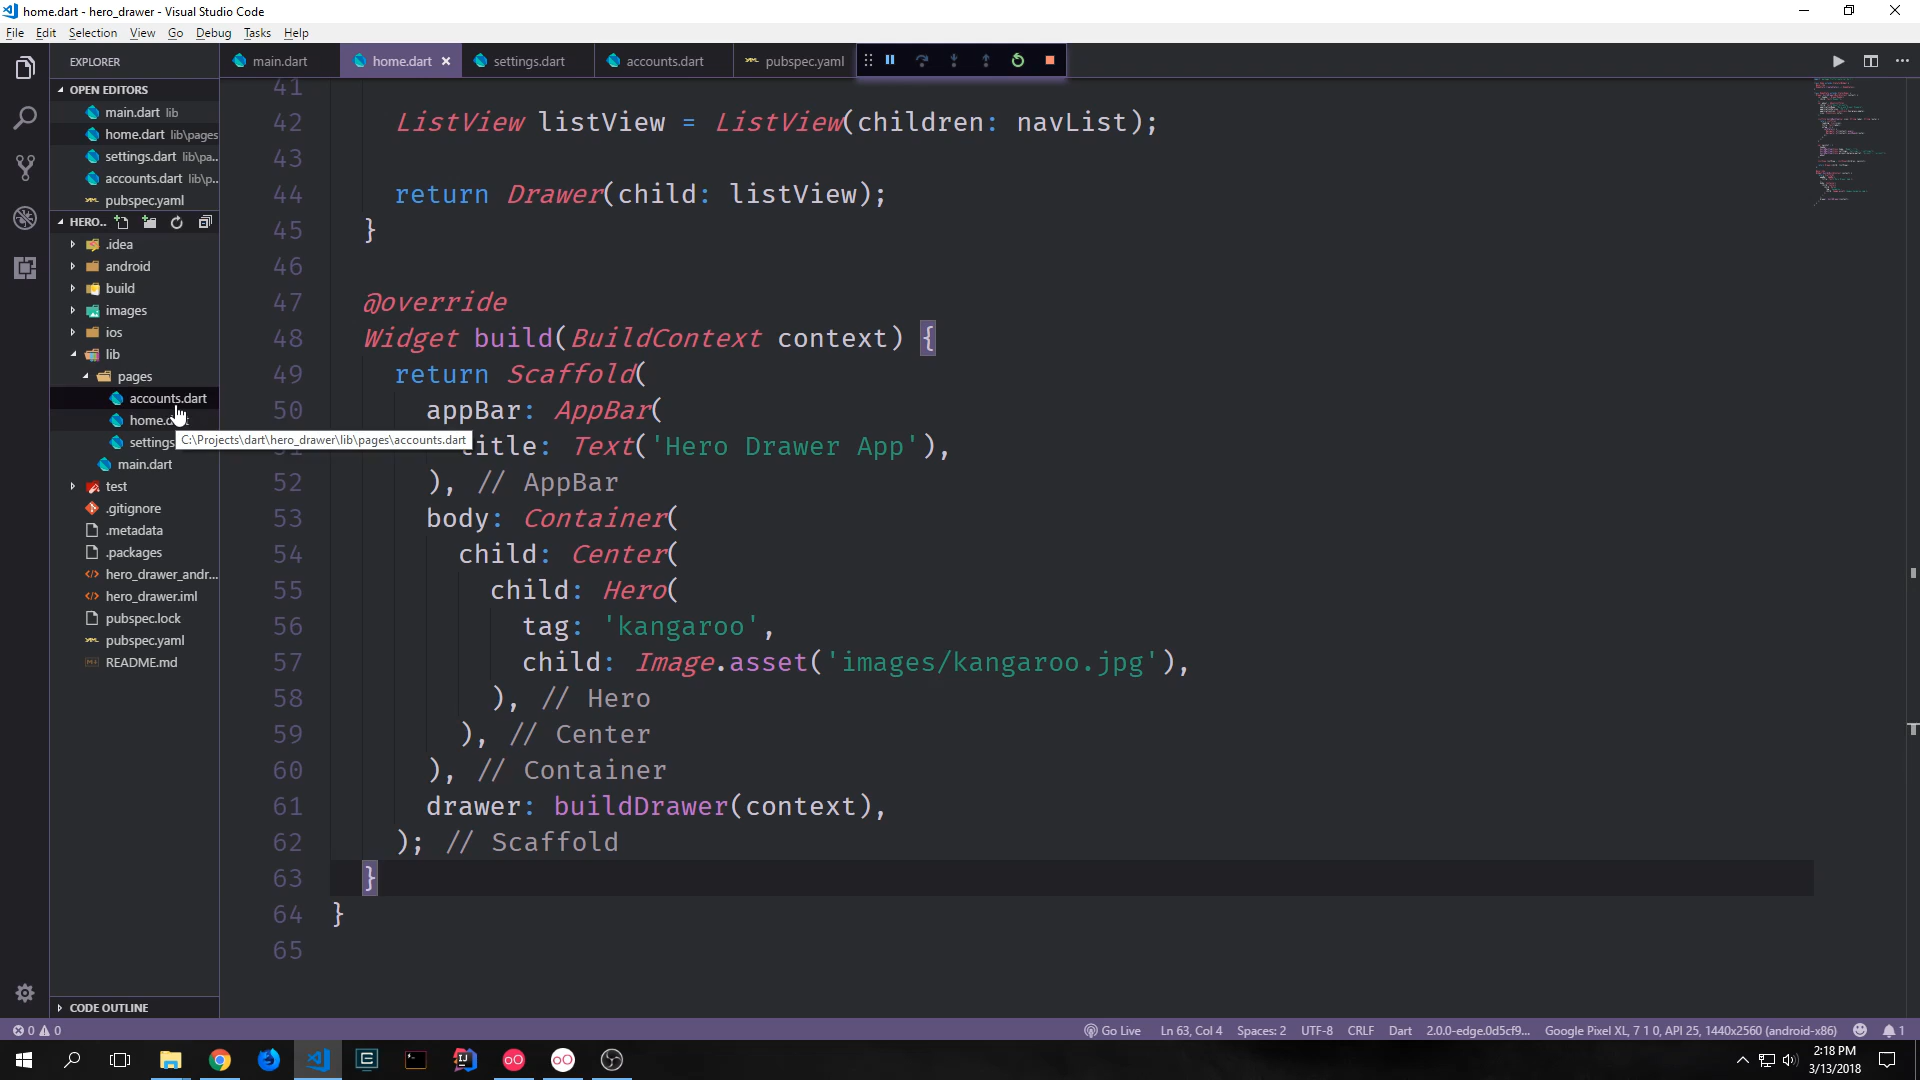 home.dart - hero_drawer - Visual Studio Code
File Edit Selection View Go Debug Tasks Help
EXPLORER
main.dart
home.dart
settings.dart
accounts.dart
pubspec.yaml
OPEN EDITORS
main.dart lib
home.dart lib\pages
settings.dart lib\pa...
accounts.dart lib\p...
pubspec.yaml
HERO...
.idea
android
build
images
ios
lib
pages
accounts.dart
home.d
settings
C:\Projects\dart\hero_drawer\lib\pages\accounts.dart
main.dart
test
.gitignore
.metadata
.packages
hero_drawer_andr...
hero_drawer.iml
pubspec.lock
pubspec.yaml
README.md
CODE OUTLINE
41
42 ListView listView = ListView(children: navList);
43
44 return Drawer(child: listView);
45 }
46
47 @override
48 Widget build(BuildContext context) {
49 return Scaffold(
50 appBar: AppBar(
title: Text('Hero Drawer App'),
52 ), // AppBar
53 body: Container(
54 child: Center(
55 child: Hero(
56 tag: 'kangaroo',
57 child: Image.asset('images/kangaroo.jpg'),
58 ), // Hero
59 ), // Center
60 ), // Container
61 drawer: buildDrawer(context),
62 ); // Scaffold
63 }
64 }
65
0 0
Go Live Ln 63, Col 4 Spaces: 2 UTF-8 CRLF Dart 2.0.0-edge.0d5cf9... Google Pixel XL, 7 1 0, API 25, 1440x2560 (android-x86) 1
2:18 PM
3/13/2018